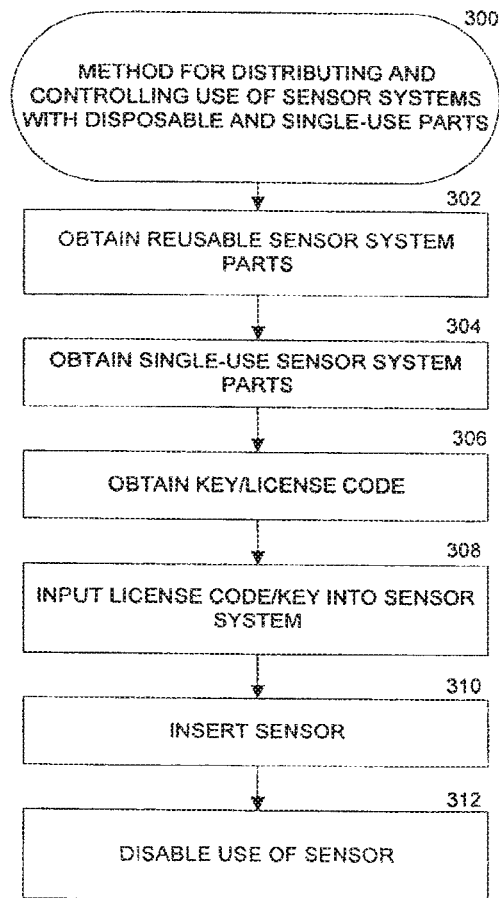 300
METHOD FOR DISTRIBUTING AND
CONTROLLING USE OF SENSOR SYSTEMS
WITH DISPOSABLE AND SINGLE-USE PARTS
302
OBTAIN REUSABLE SENSOR SYSTEM
PARTS
304
OBTAIN SINGLE-USE SENSOR SYSTEM
PARTS
306
OBTAIN KEY/LICENSE CODE
308
INPUT LICENSE CODE/KEY INTO SENSOR
SYSTEM
310
INSERT SENSOR
312
DISABLE USE OF SENSOR